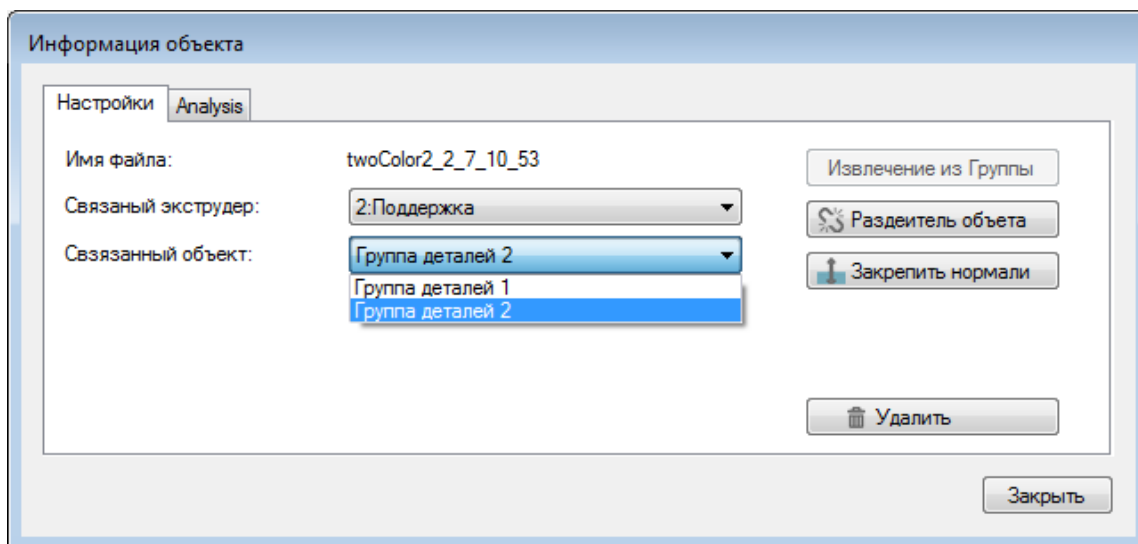 Информация объекта
Настройки Analysis
Имя файла: twoColor2_2_7_10_53 Извлечение из Группы
Связаный экструдер: 2:Поддержка Раздеитель объета
Свзязанный объект: Группа деталей 2 Закрепить нормали
Группа деталей 1
Группа деталей 2
Удалить
Закрыть